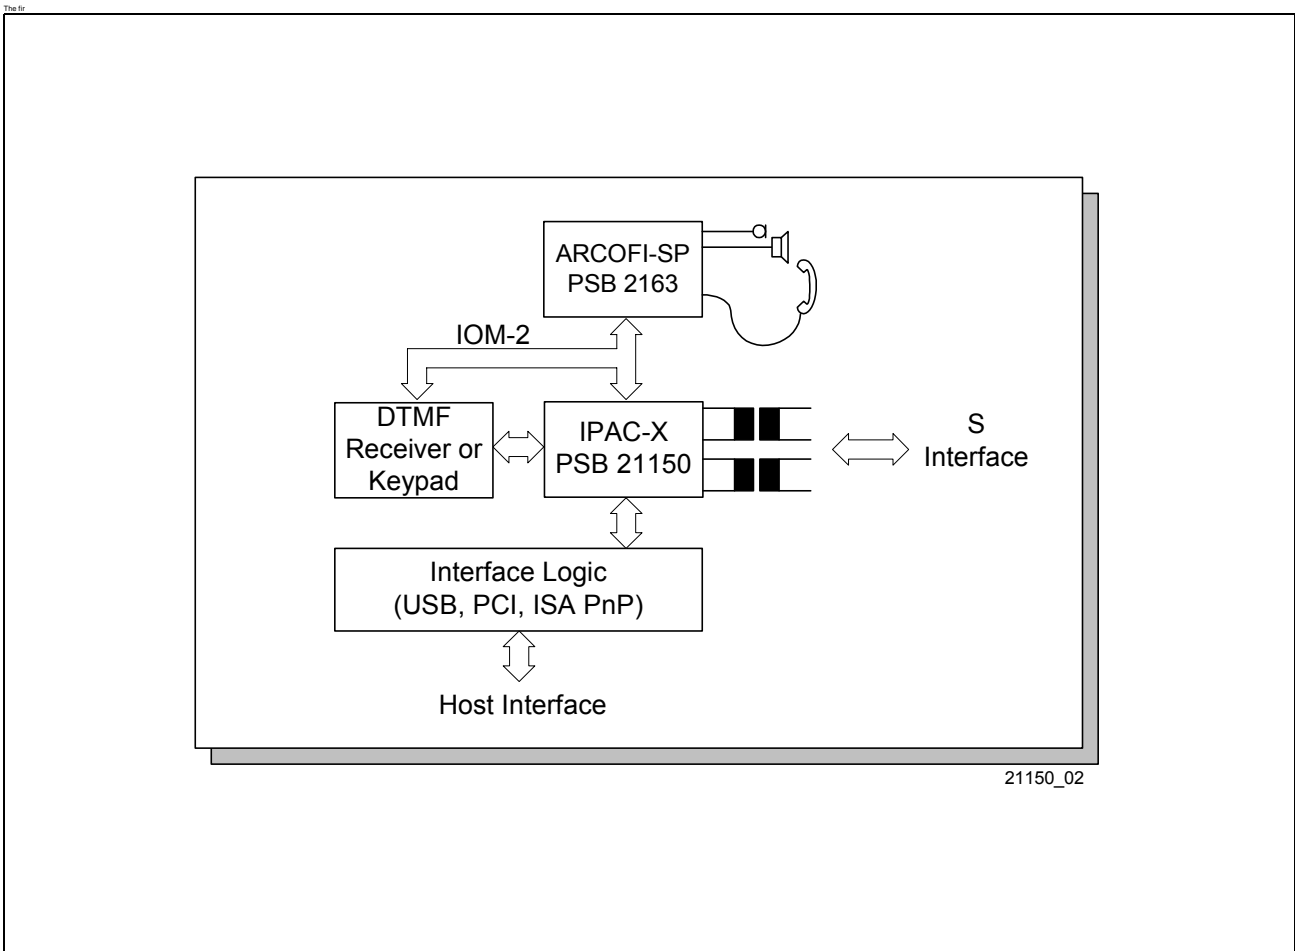 The fir
ARCOFI-SP
PSB 2163
IOM-2
DTMF
Receiver or
Keypad
IPAC-X
PSB 21150
S
Interface
Interface Logic
(USB, PCI, ISA PnP)
Host Interface
21150_02